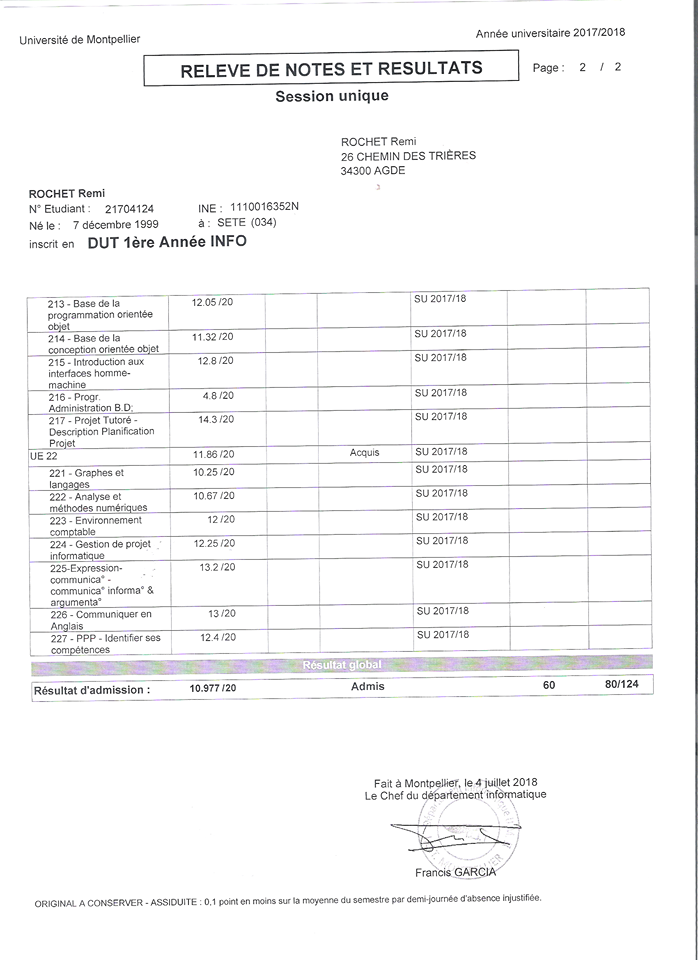 Université de Montpellier
Année universitaire 2017/2018
RELEVE DE NOTES ET RESULTATS
Page : 2 / 2
Session unique
ROCHET Remi
26 CHEMIN DES TRIÈRES
34300 AGDE
ROCHET Remi
N° Etudiant : 21704124 INE : 1110016352N
Né le : 7 décembre 1999 à : SETE (034)
inscrit en DUT 1ère Année INFO
213 - Base de la 12.05 /20 SU 2017/18
programmation orientée
objet
214 - Base de la 11.32 /20 SU 2017/18
conception orientée objet
215 - Introduction aux 12.8 /20 SU 2017/18
interfaces homme-
machine
216 - Progr. 4.8 /20 SU 2017/18
Administration B.D;
217 - Projet Tutoré - 14.3 /20 SU 2017/18
Description Planification
Projet
UE 22 11.86 /20 Acquis SU 2017/18
221 - Graphes et 10.25 /20 SU 2017/18
langages
222 - Analyse et 10.67 /20 SU 2017/18
méthodes numériques
223 - Environnement 12 /20 SU 2017/18
comptable
224 - Gestion de projet 12.25 /20 SU 2017/18
informatique
225-Expression- 13.2 /20 SU 2017/18
communica° -
communica° informa° &
argumenta°
226 - Communiquer en 13 /20 SU 2017/18
Anglais
227 - PPP - Identifier ses 12.4 /20 SU 2017/18
compétences
Résultat global
Résultat d'admission : 10.977 /20 Admis 60 80/124
Fait à Montpellier, le 4 juillet 2018
Le Chef du département informatique
Francis GARCIA
ORIGINAL A CONSERVER - ASSIDUITE : 0,1 point en moins sur la moyenne du semestre par demi-journée d'absence injustifiée.